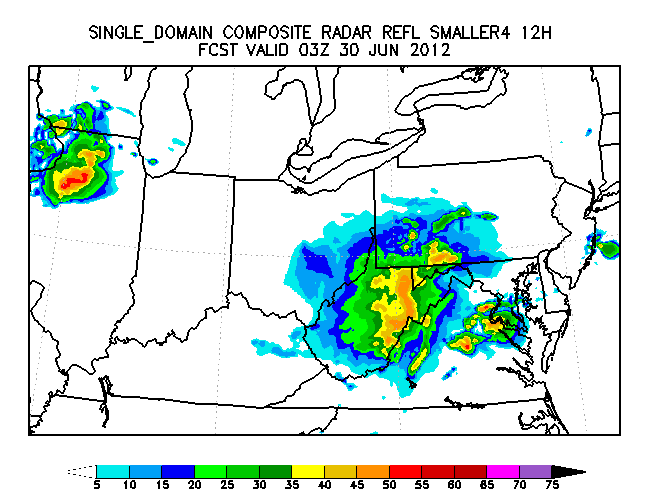 SINGLE_DOMAIN COMPOSITE RADAR REFL SMALLER4 12H
FCST VALID 03Z 30 JUN 2012
5 10 15 20 25 30 35 40 45 50 55 60 65 70 75